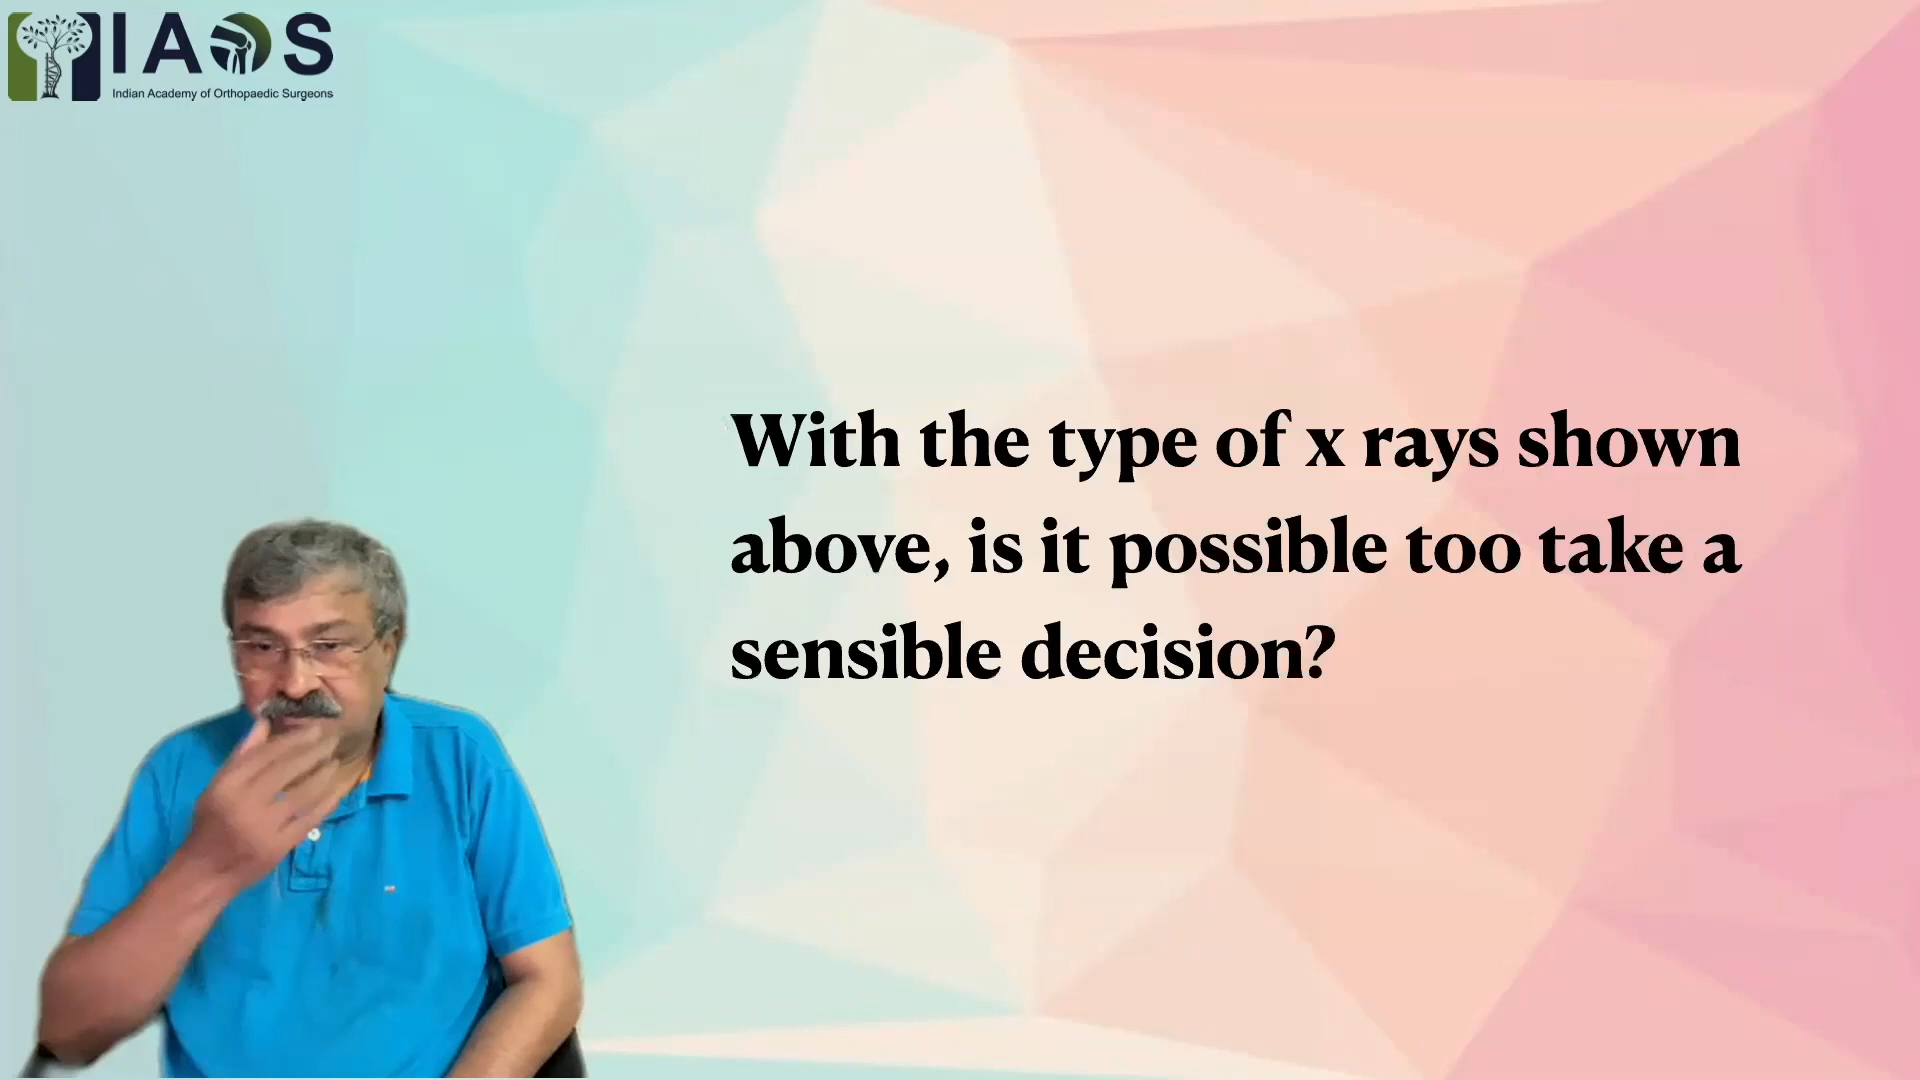 IAOS
Indian Academy of Orthopaedic Surgeons
With the type of x rays shown
above, is it possible too take a
sensible decision?